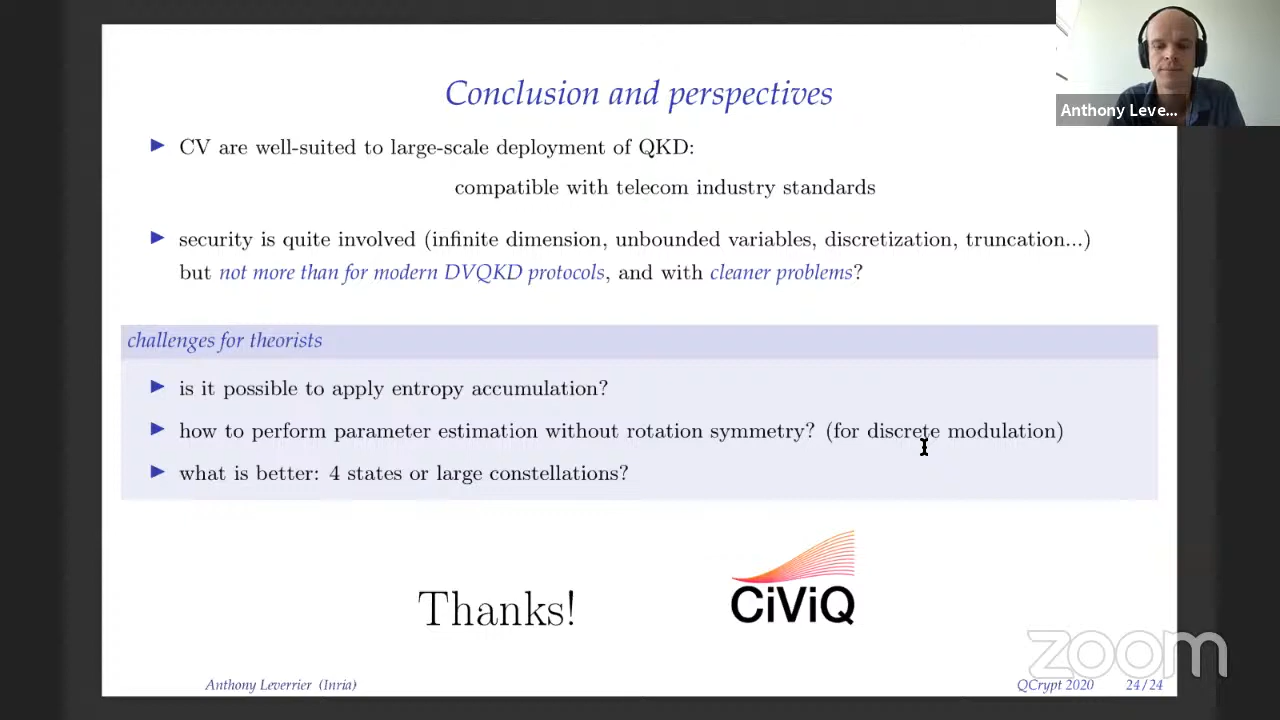 Conclusion and perspectives
Anthony Leve...
CV are well-suited to large-scale deployment of QKD:
compatible with telecom industry standards
security is quite involved (infinite dimension, unbounded variables, discretization, truncation...)
but not more than for modern DVQKD protocols, and with cleaner problems?
challenges for theorists
is it possible to apply entropy accumulation?
how to perform parameter estimation without rotation symmetry? (for discrete modulation)
what is better: 4 states or large constellations?
Thanks!
CiViQ
zoom
Anthony Leverrier (Inria)
QCrypt 2020 24/24